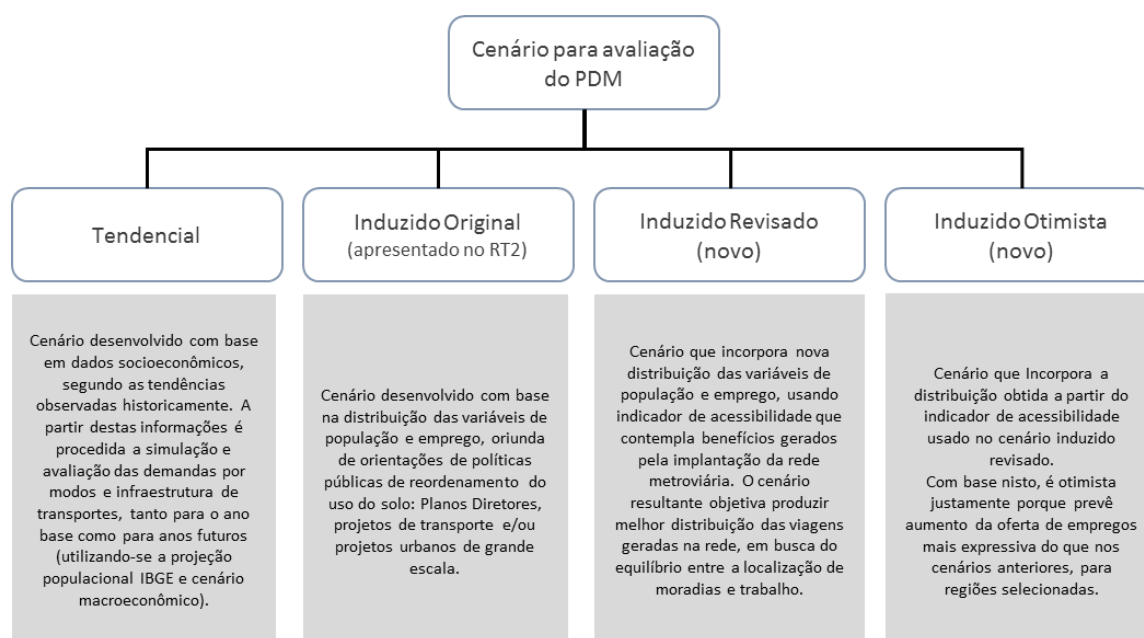 Cenário para avaliação
do PDM
Tendencial
Induzido Original
(apresentado no RT2)
Induzido Revisado
(novo)
Induzido Otimista
(novo)
Cenário desenvolvido com base
em dados socioeconômicos,
segundo as tendências
observadas historicamente. A
partir destas informações é
procedida a simulação e
avaliação das demandas por
modos e infraestrutura de
transportes, tanto para o ano
base como para anos futuros
(utilizando-se a projeção
populacional IBGE e cenário
macroeconômico).
Cenário desenvolvido com base
na distribuição das variáveis de
população e emprego, oriunda
de orientações de políticas
públicas de reordenamento do
uso do solo: Planos Diretores,
projetos de transporte e/ou
projetos urbanos de grande
escala.
Cenário que incorpora nova
distribuição das variáveis de
população e emprego, usando
indicador de acessibilidade que
contempla benefícios gerados
pela implantação da rede
metroviária. O cenário
resultante objetiva produzir
melhor distribuição das viagens
geradas na rede, em busca do
equilíbrio entre a localização de
moradias e trabalho.
Cenário que Incorpora a
distribuição obtida a partir do
indicador de acessibilidade
usado no cenário induzido
revisado.
Com base nisto, é otimista
justamente porque prevê
aumento da oferta de empregos
mais expressiva do que nos
cenários anteriores, para
regiões selecionadas.